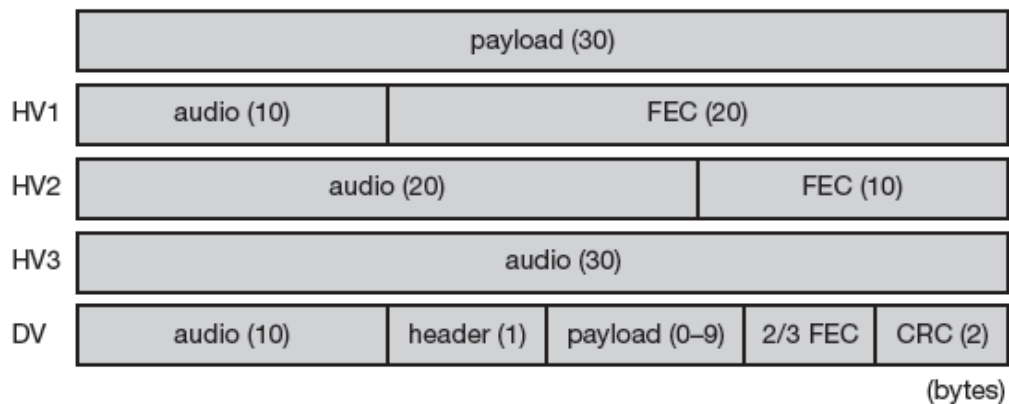 payload (30)
HV1 audio (10) FEC (20)
HV2 audio (20) FEC (10)
HV3 audio (30)
DV audio (10) header (1) payload (0–9) 2/3 FEC CRC (2)
(bytes)